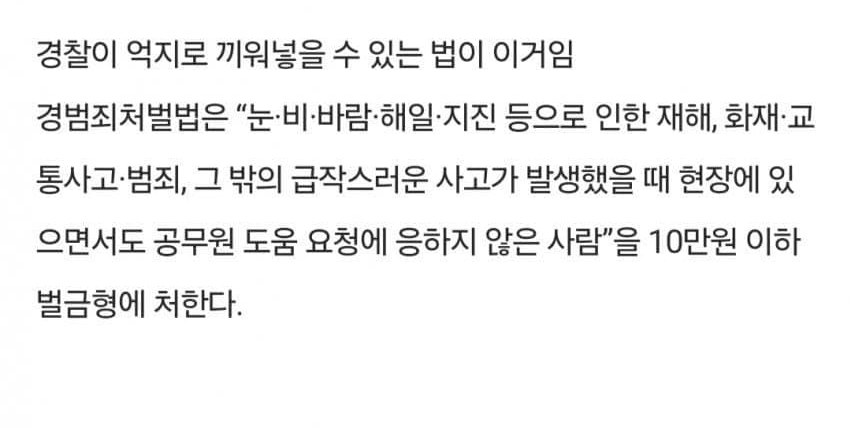 경찰이 억지로 끼워넣을 수 있는 법이 이거임
경범죄처벌법은 “눈·비·바람·해일·지진 등으로 인한 재해, 화재·교
통사고·범죄, 그 밖의 급작스러운 사고가 발생했을 때 현장에 있
으면서도 공무원 도움 요청에 응하지 않은 사람”을 10만원 이하
벌금형에 처한다.